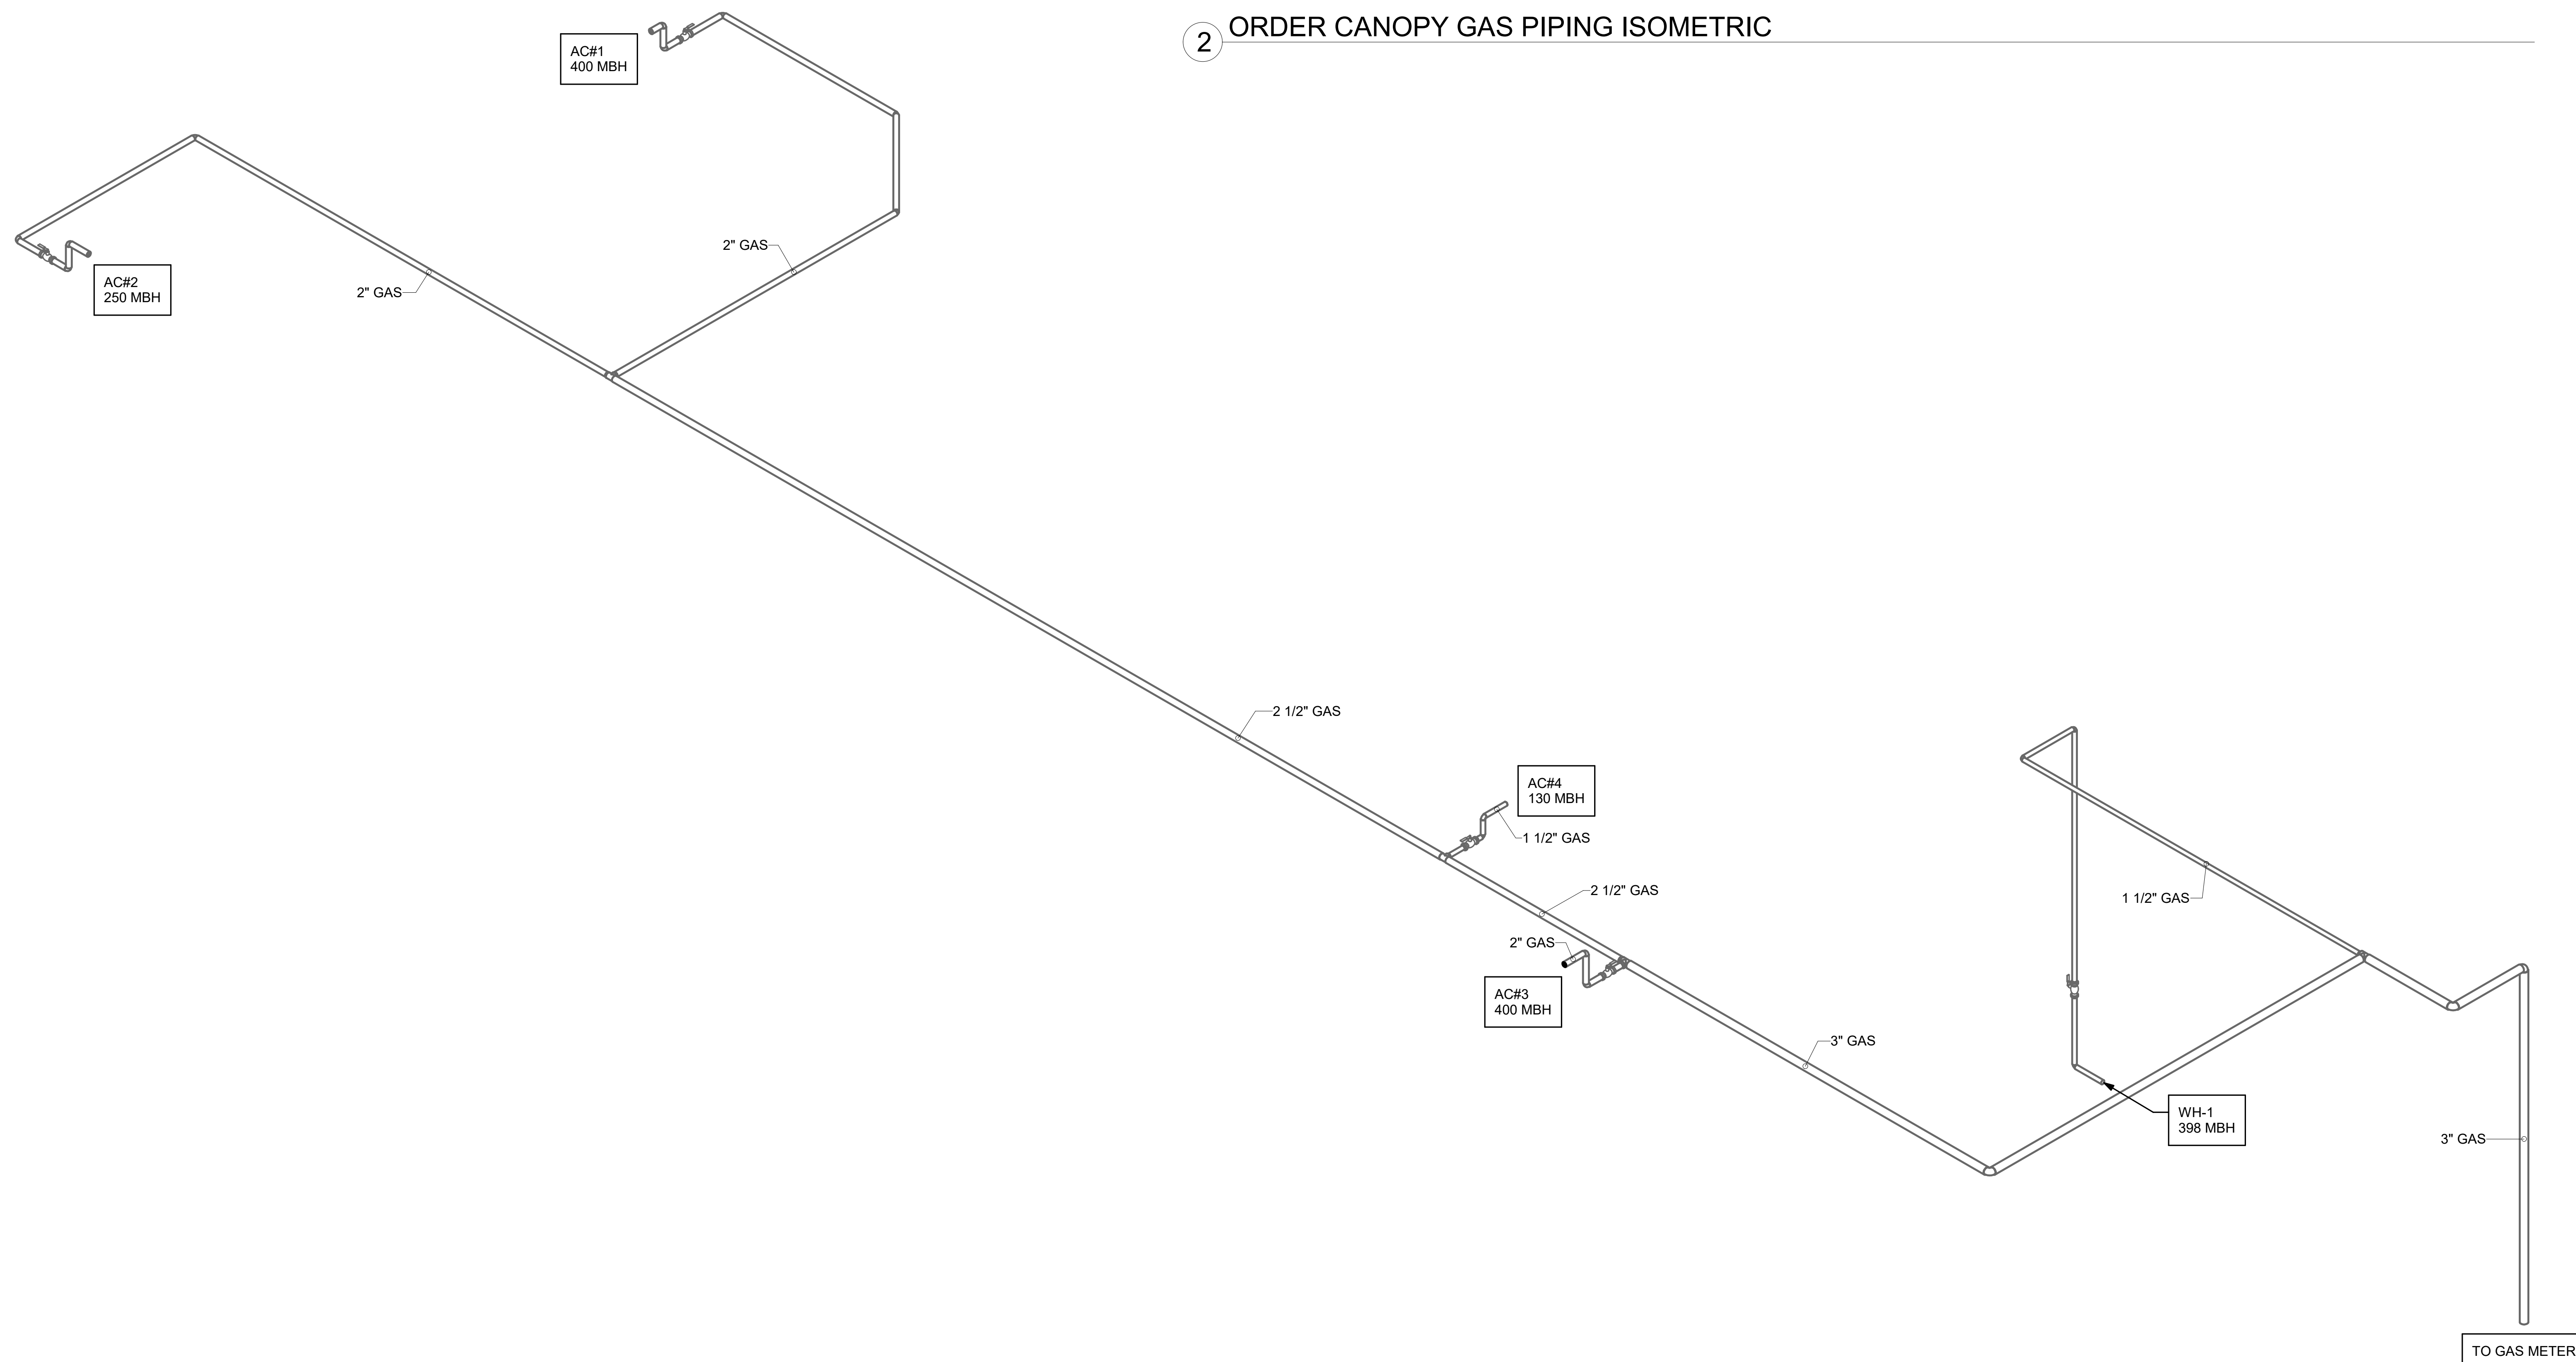 2
ORDER CANOPY GAS PIPING ISOMETRIC
AC#1
400 MBH
2" GAS
AC#2
250 MBH
2" GAS
2 1/2" GAS
AC#4
130 MBH
1 1/2" GAS
2 1/2" GAS
1 1/2" GAS
2" GAS
AC#3
400 MBH
3" GAS
WH-1
398 MBH
3" GAS
TO GAS METER